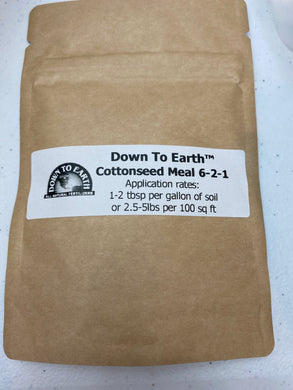 Down To Earth™
Cottonseed Meal 6-2-1
Application rates:
1-2 tbsp per gallon of soil
or 2.5-5lbs per 100 sq ft
DOWN TO EARTH
ALL NATURAL FERTILIZERS